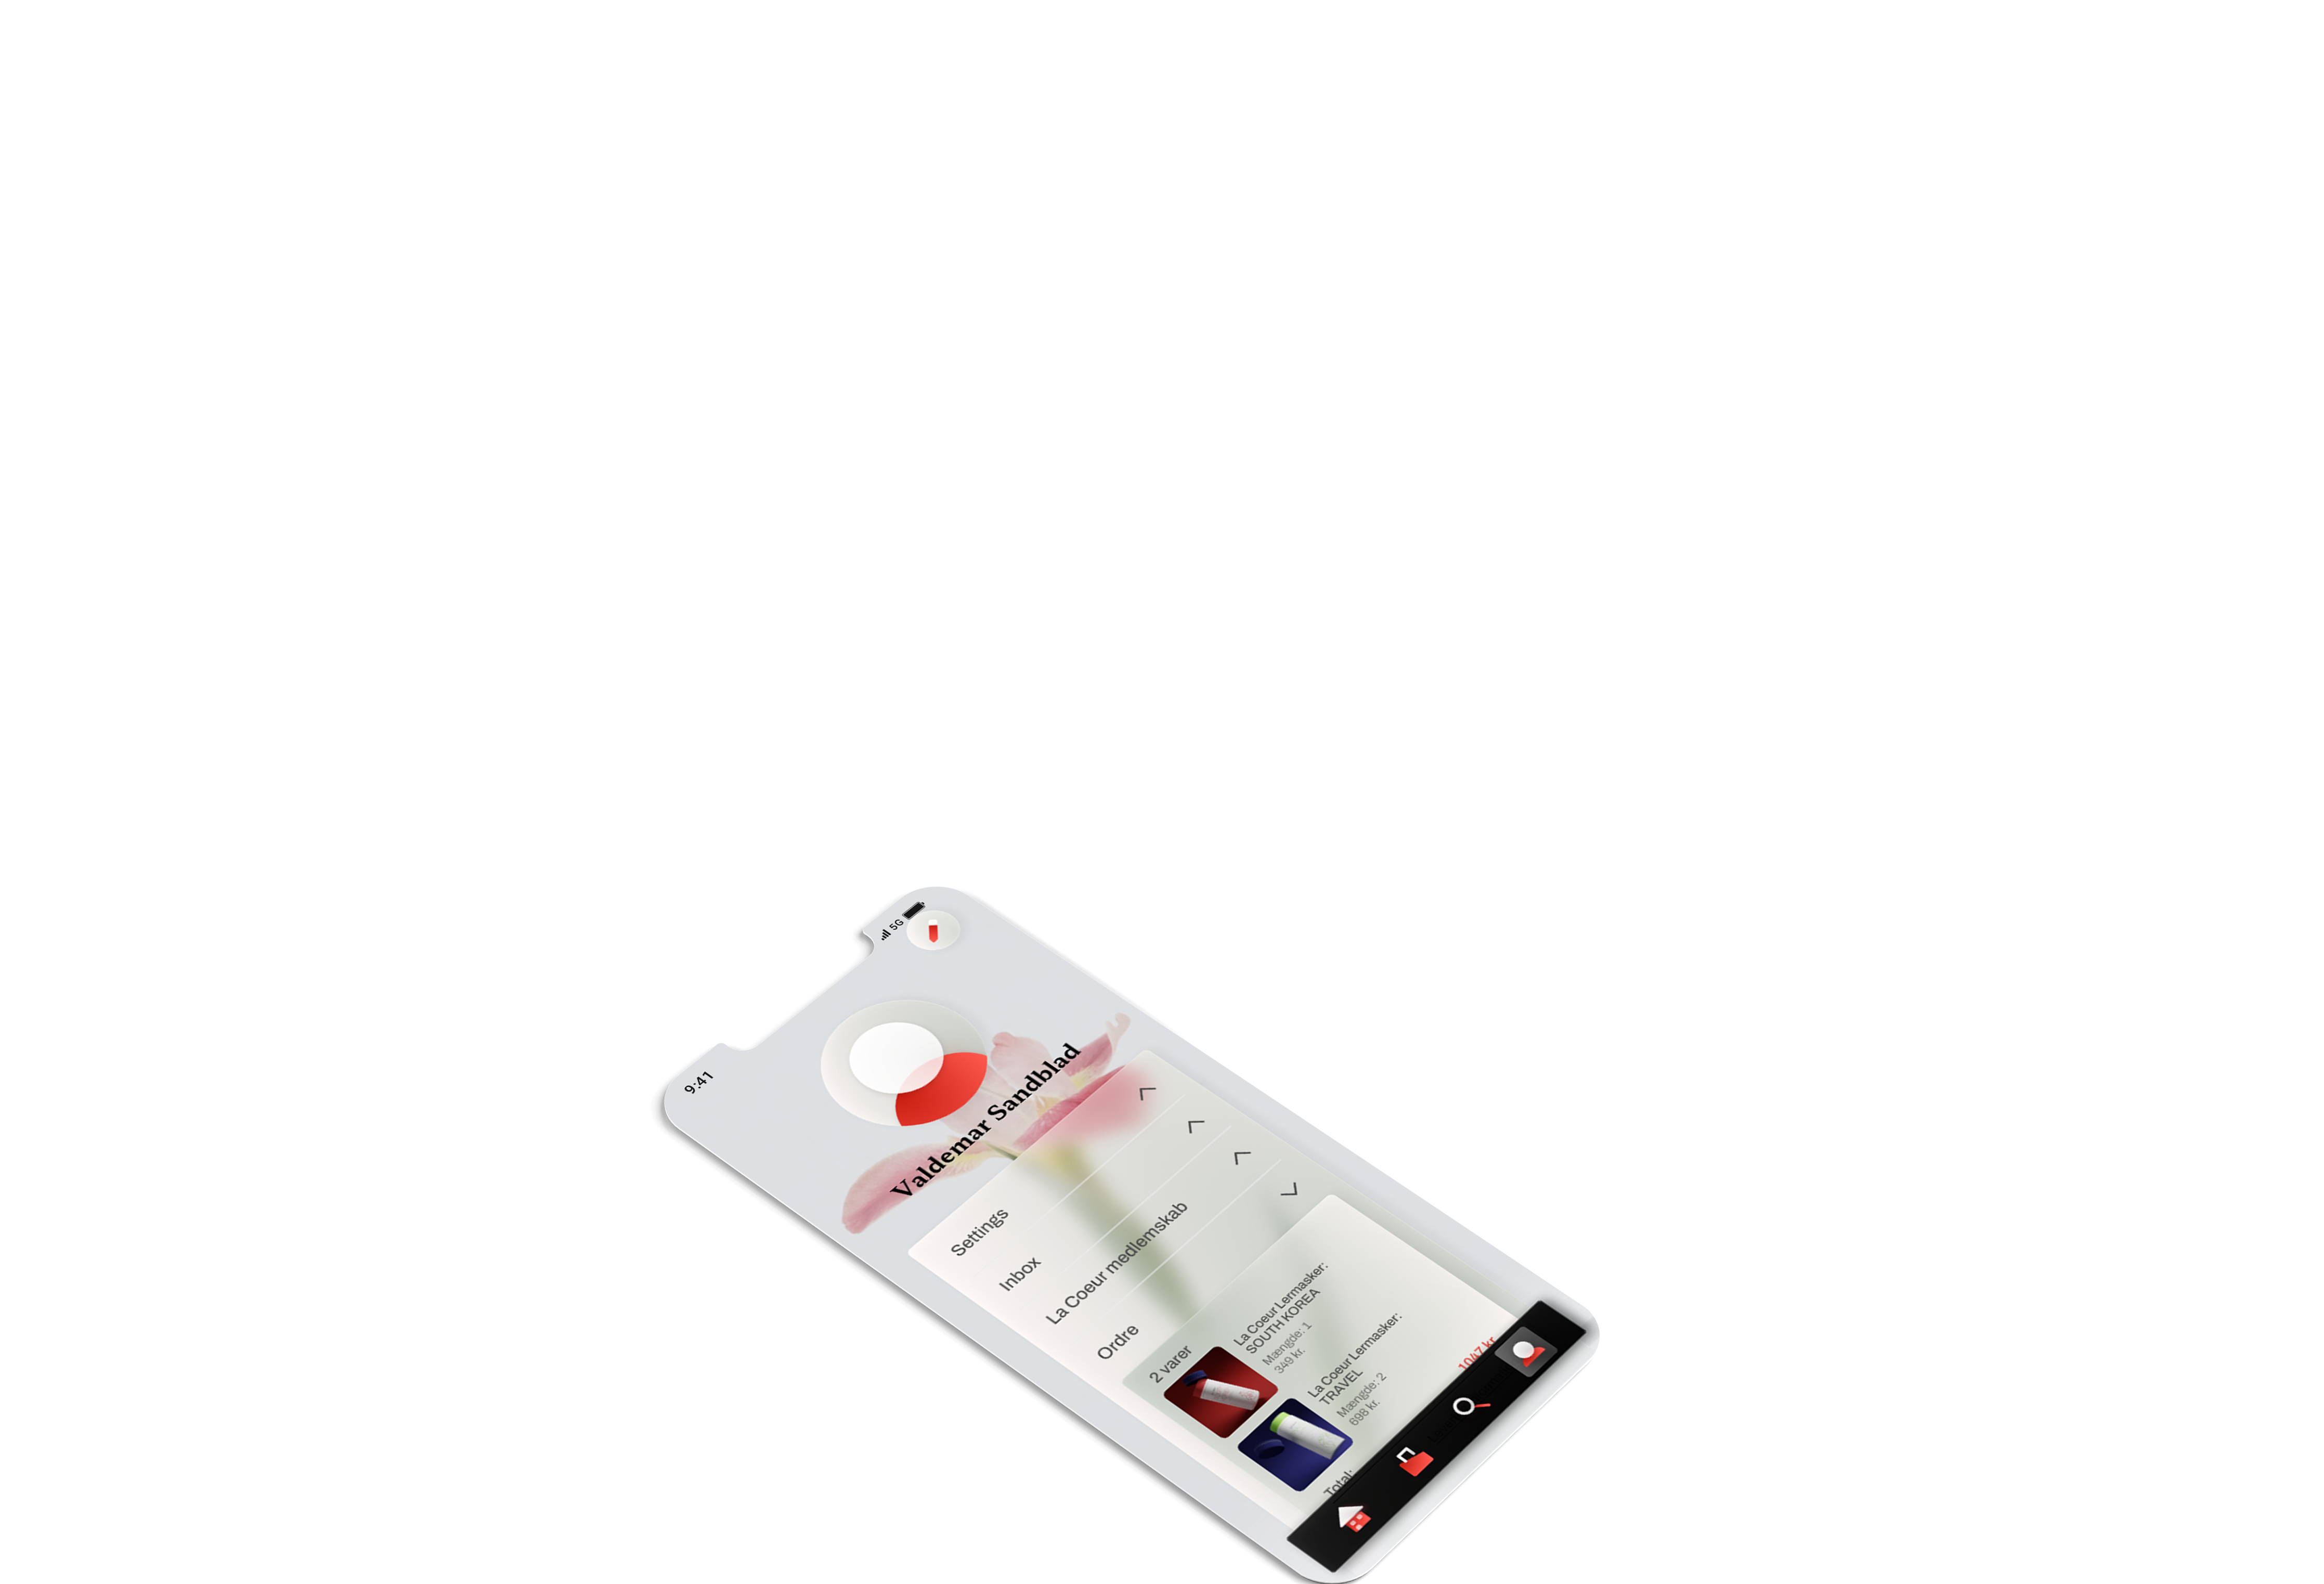 9:41
5G
Valdemar Sandblad
Settings
Inbox
La Coeur medlemskab
Ordre
2 varer
La Coeur Lermasker:
SOUTH KOREA
Mængde: 1
349 kr.
La Coeur Lermasker:
TRAVEL
Mængde: 2
698 kr.
Total:
1047 kr